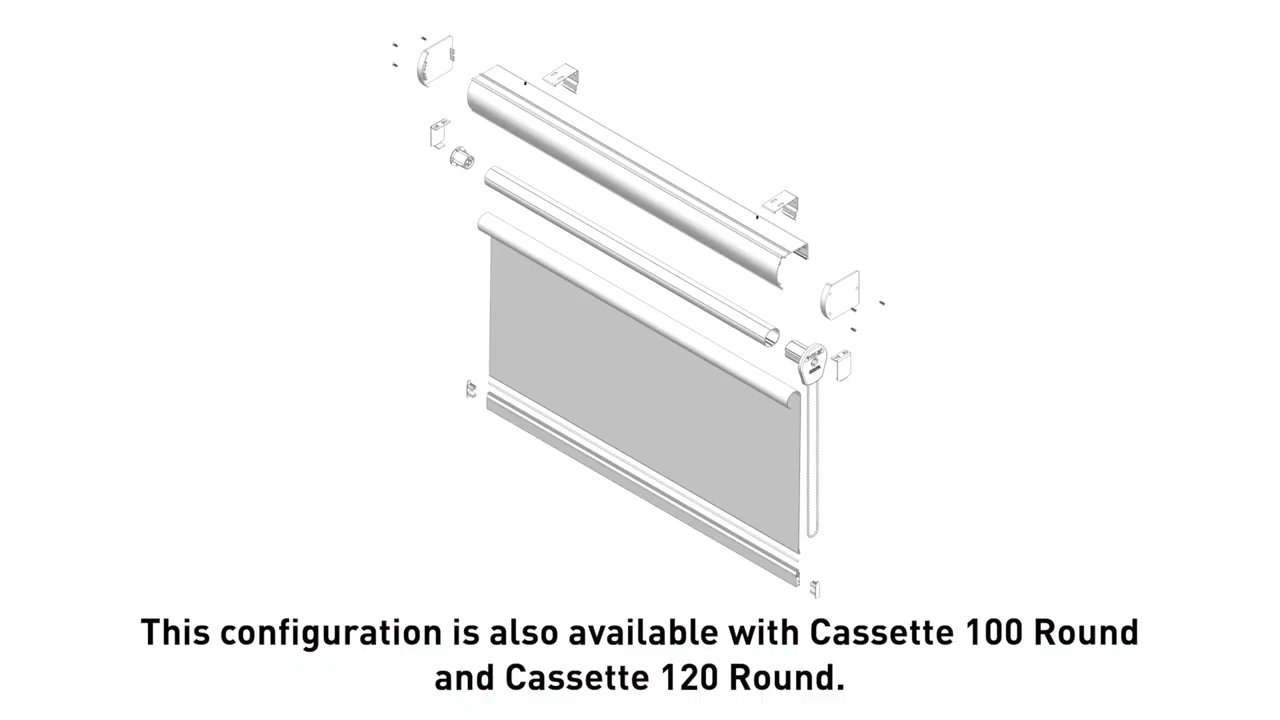 This configuration is also available with Cassette 100 Round
and Cassette 120 Round.